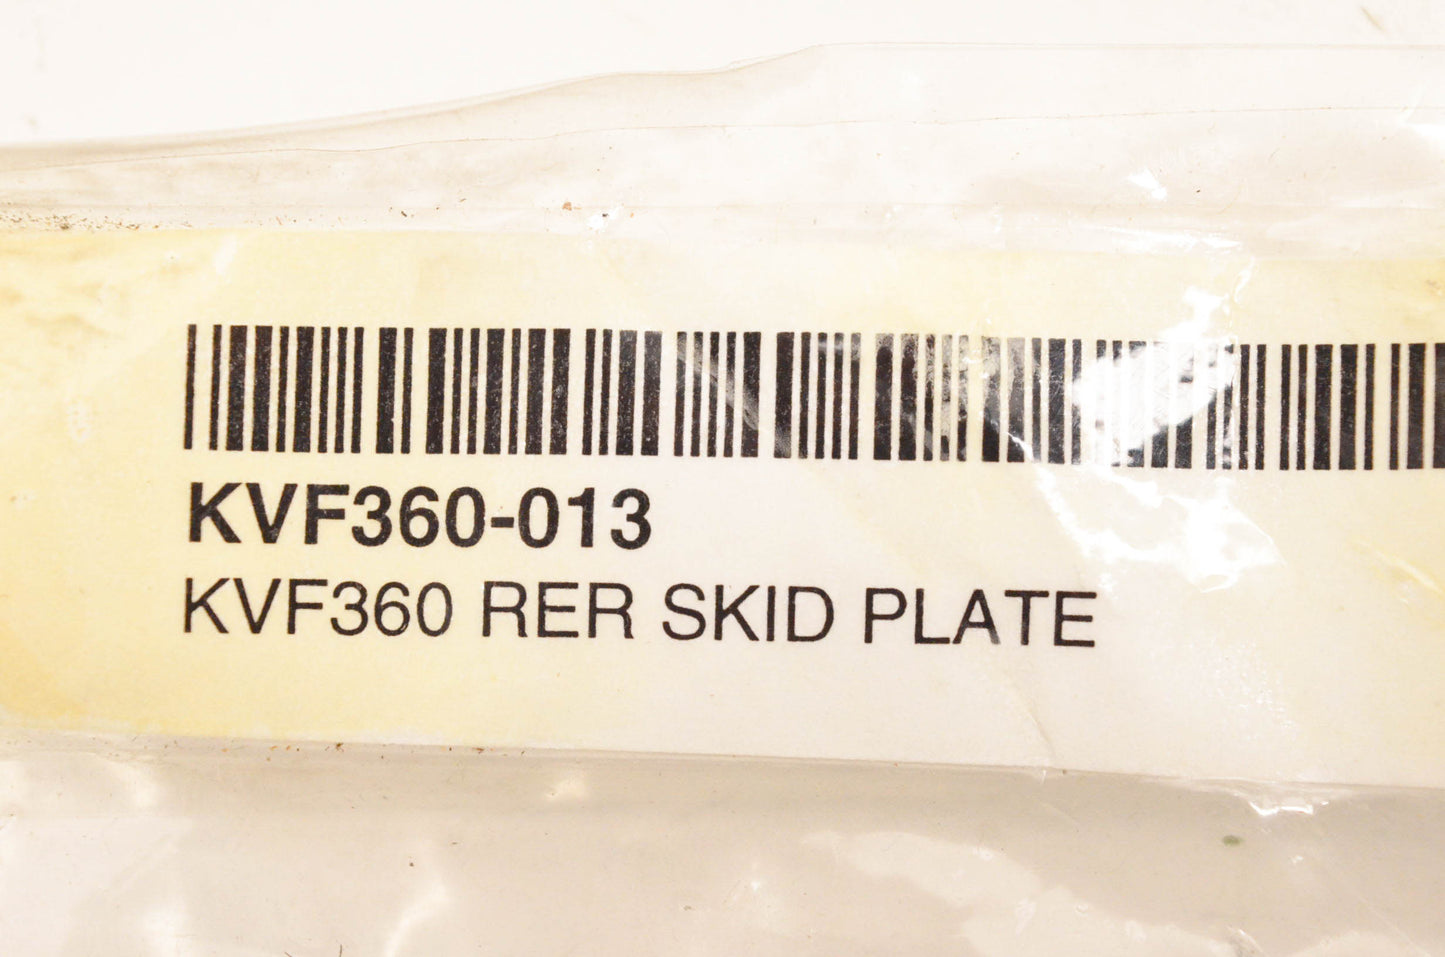 KVF360-013
KVF360 RER SKID PLATE